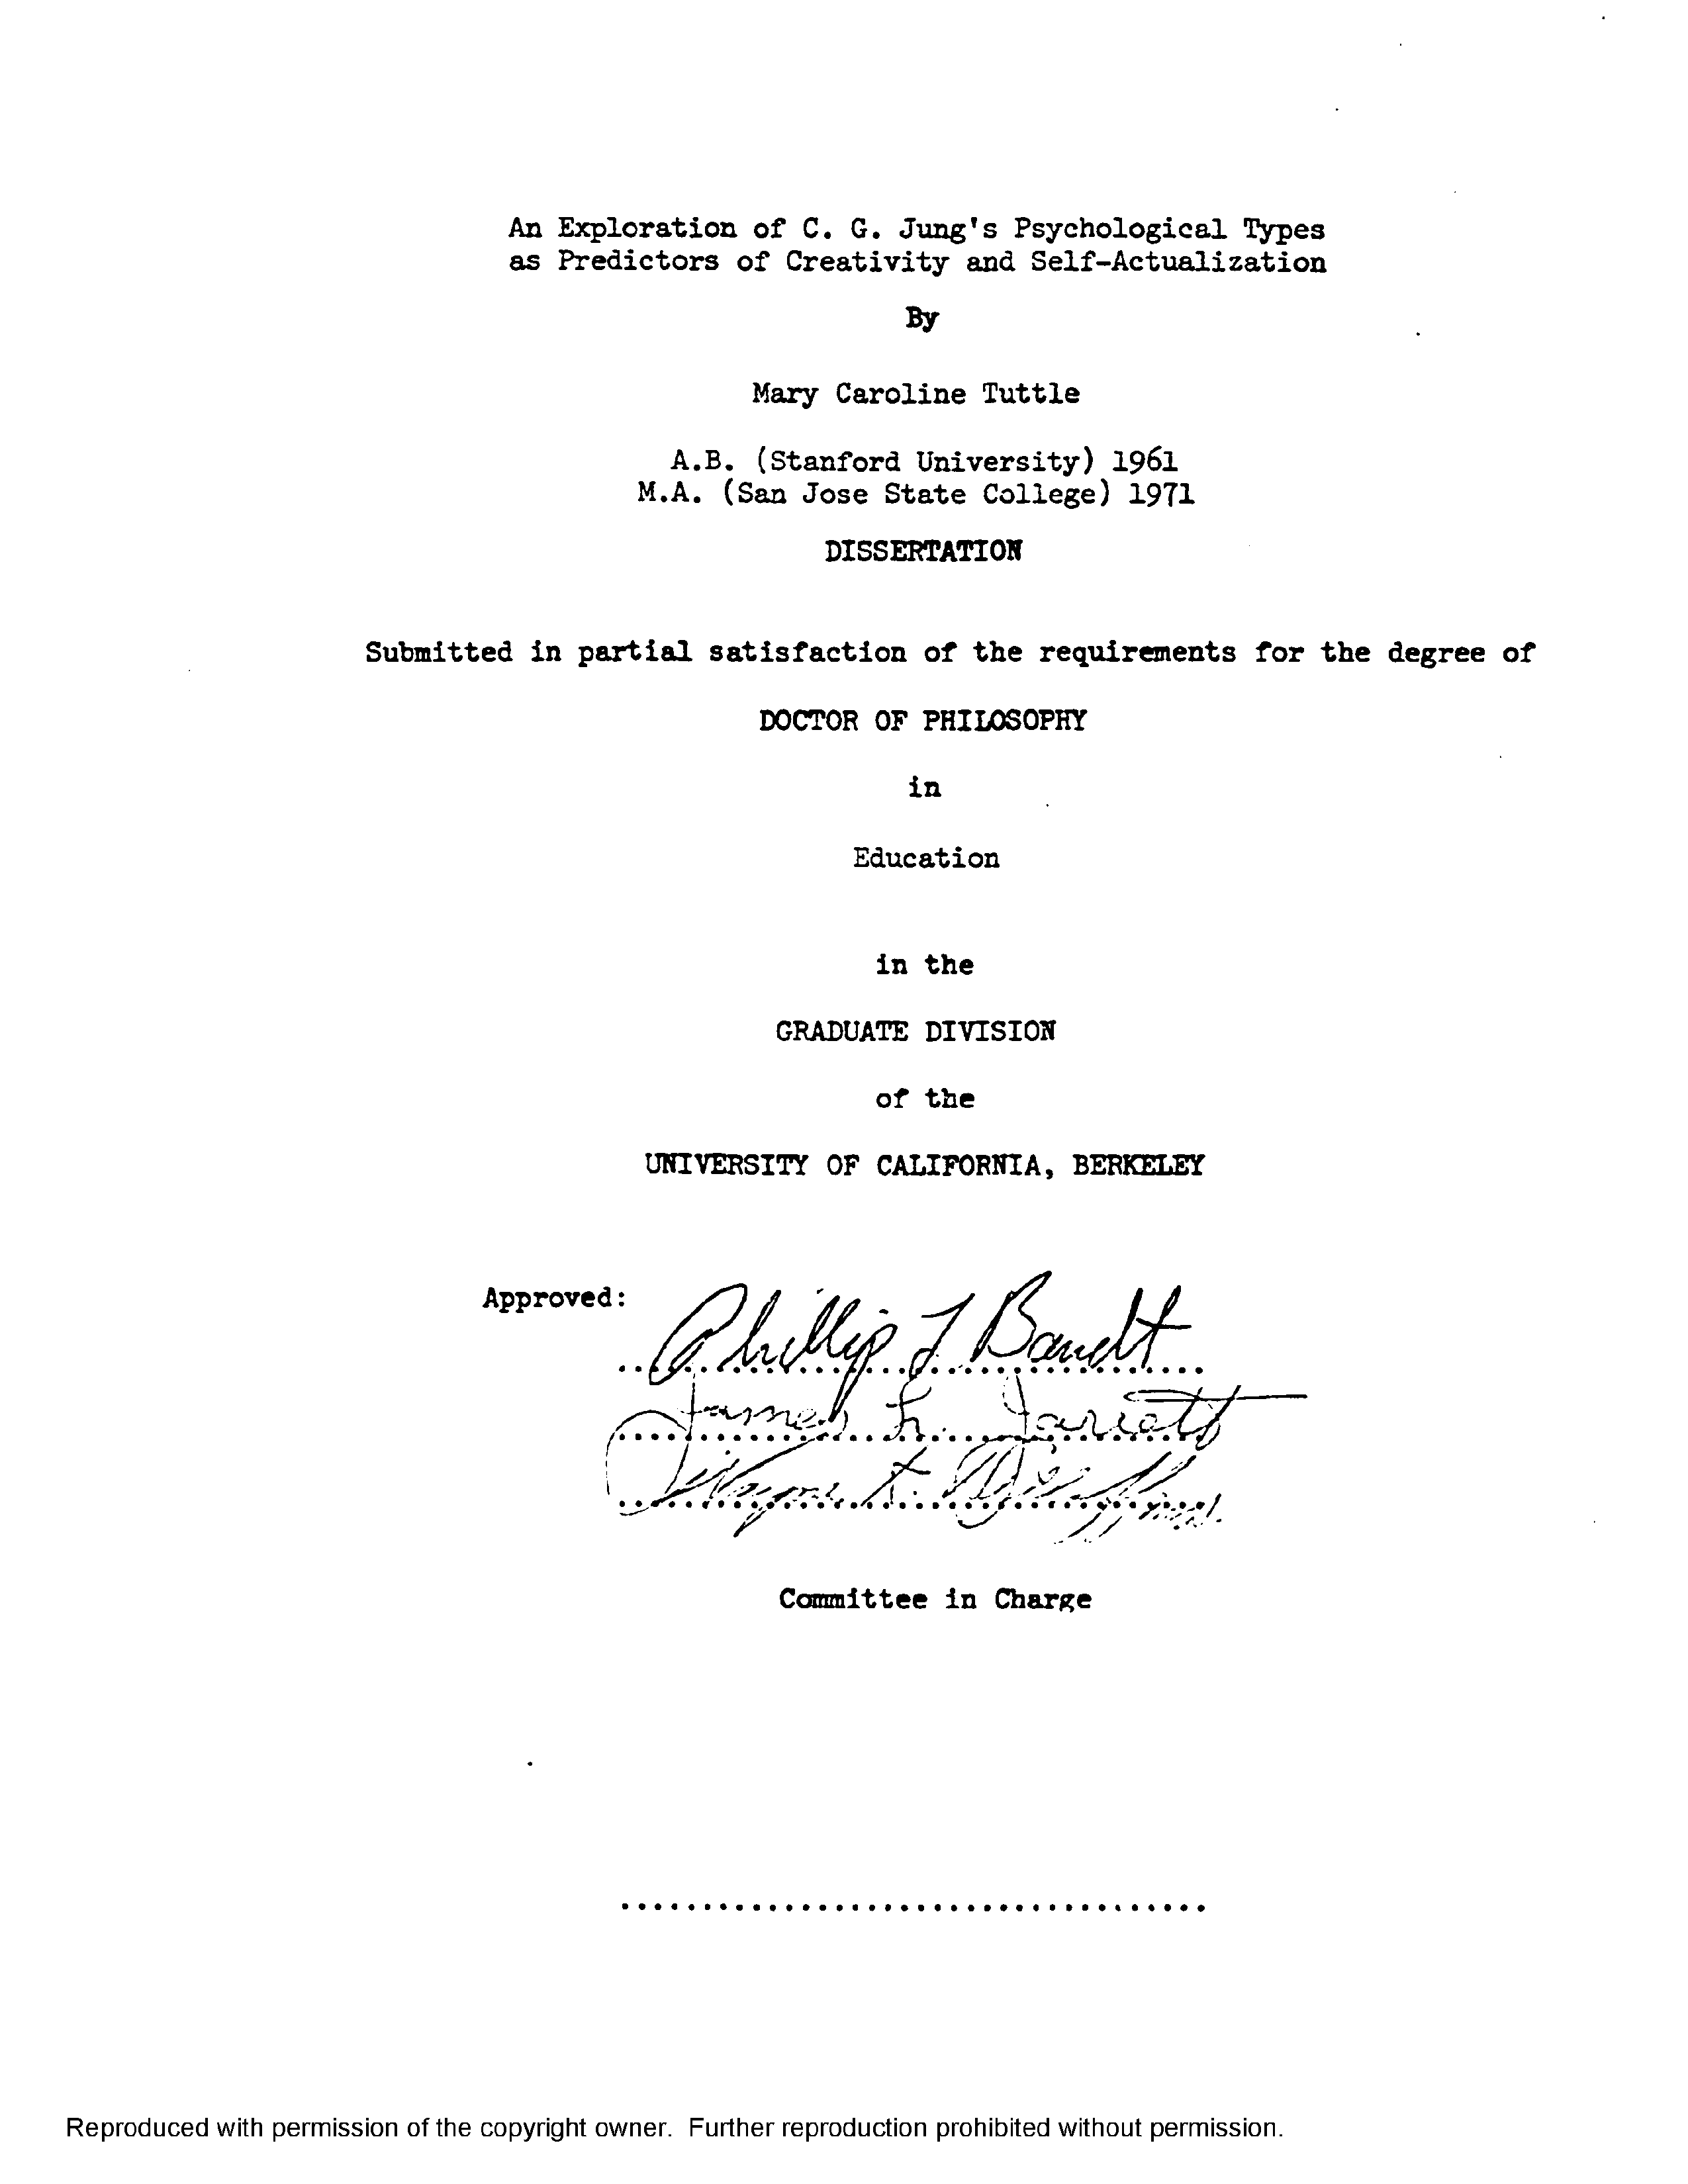 An Exploration of C. G. Jung's Psychological Types
as Predictors of Creativity and Self-Actualization
By
Mary Caroline Tuttle
A.B. (Stanford University) 1961
M.A. (San Jose State College) 1971
DISSERTATION
Submitted in partial satisfaction of the requirements for the degree of
DOCTOR OF PHILOSOPHY
in
Education
in the
GRADUATE DIVISION
of the
UNIVERSITY OF CALIFORNIA, BERKELEY
Approved:
Phillip
James L. Jarrett
Wayne
Committee in Charge
Reproduced with permission of the copyright owner. Further reproduction prohibited without permission.